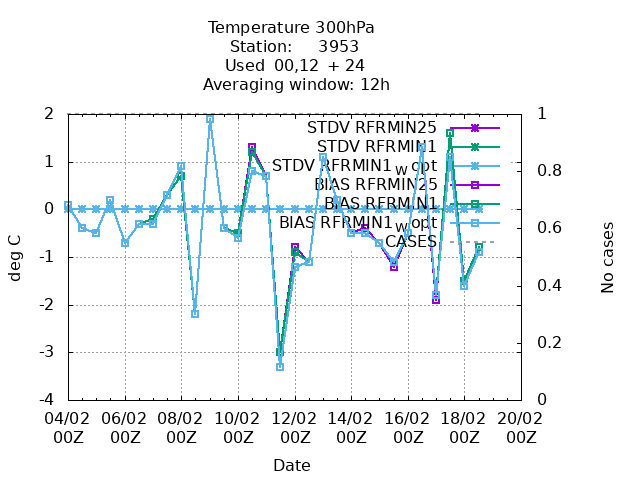 Temperature 300hPa
Station: 3953
Used 00,12 + 24
Averaging window: 12h
2
1
0
-1
-2
-3
-4
deg C
1
0.8
0.6
0.4
0.2
0
No cases
STDV RFRMIN25
STDV RFRMIN1
STDV RFRMIN1w opt
BIAS RFRMIN25
BIAS RFRMIN1
BIAS RFRMIN1w opt
CASES
04/02 06/02 08/02 10/02 12/02 14/02 16/02 18/02 20/02
00Z 00Z 00Z 00Z 00Z 00Z 00Z 00Z 00Z
Date